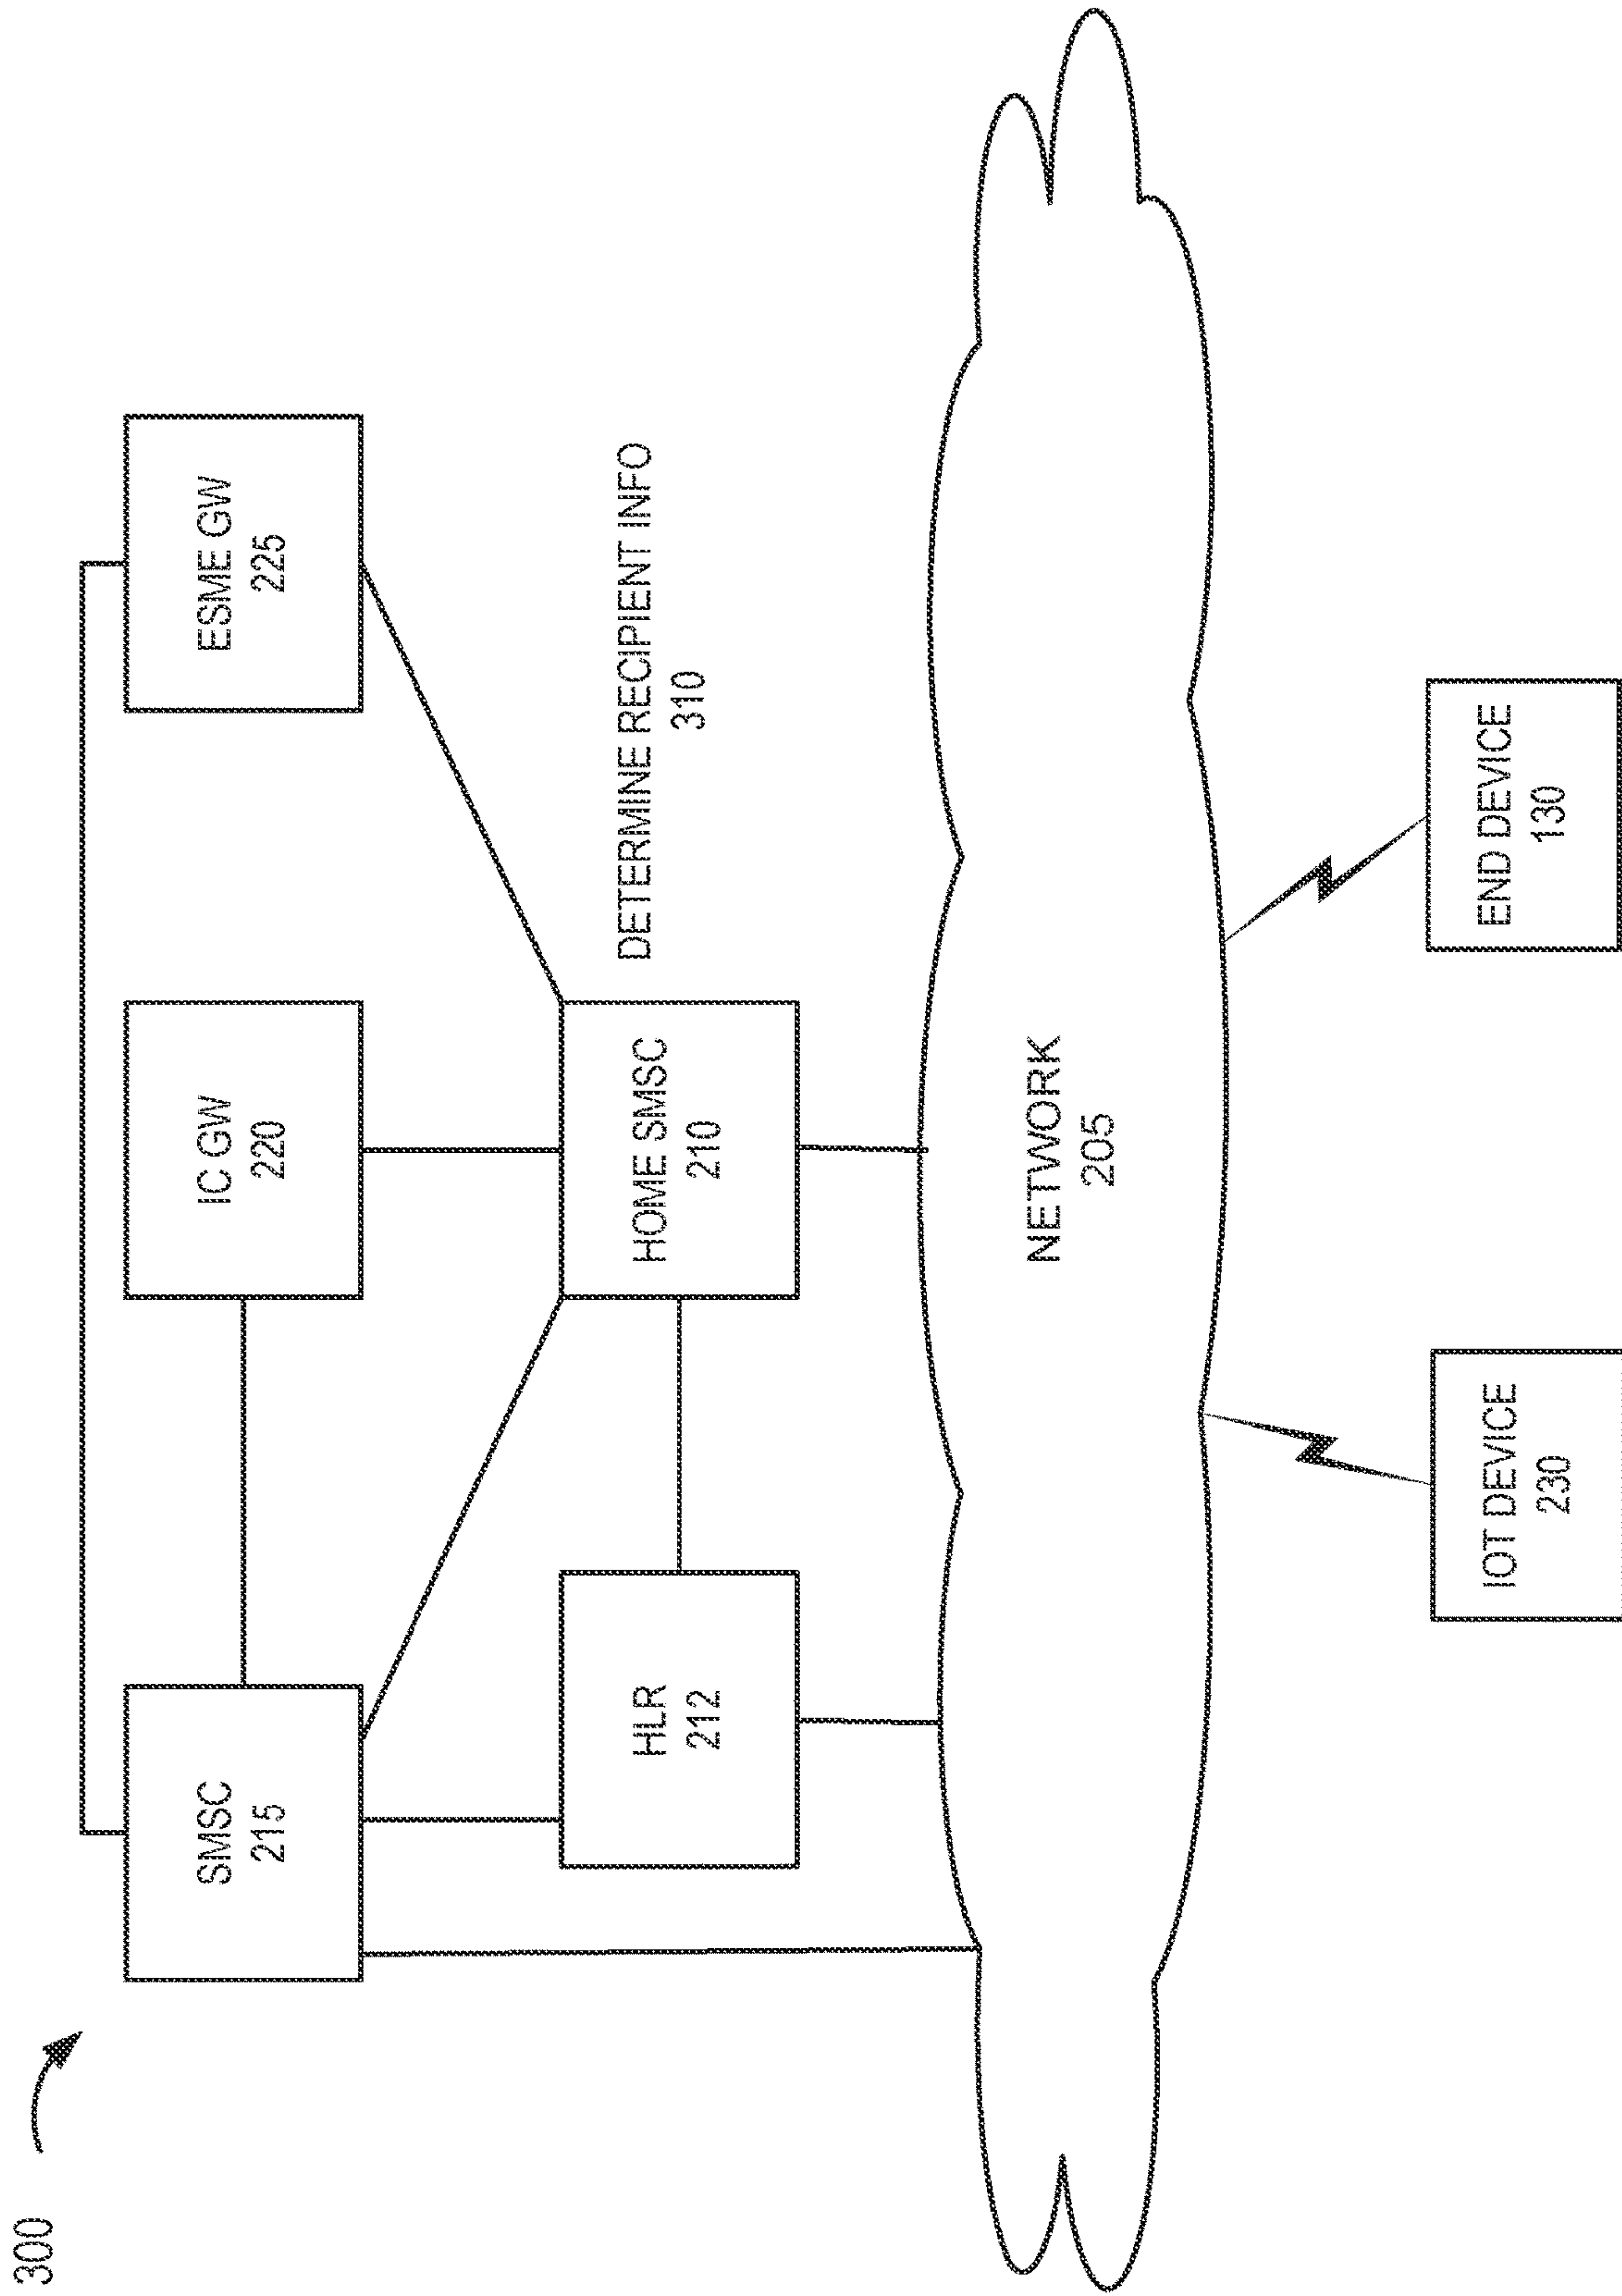 300
SMSC
215
IC GW
220
ESME GW
225
HLR
212
HOME SMSC
210
DETERMINE RECIPIENT INFO
310
NETWORK
205
IOT DEVICE
230
END DEVICE
130